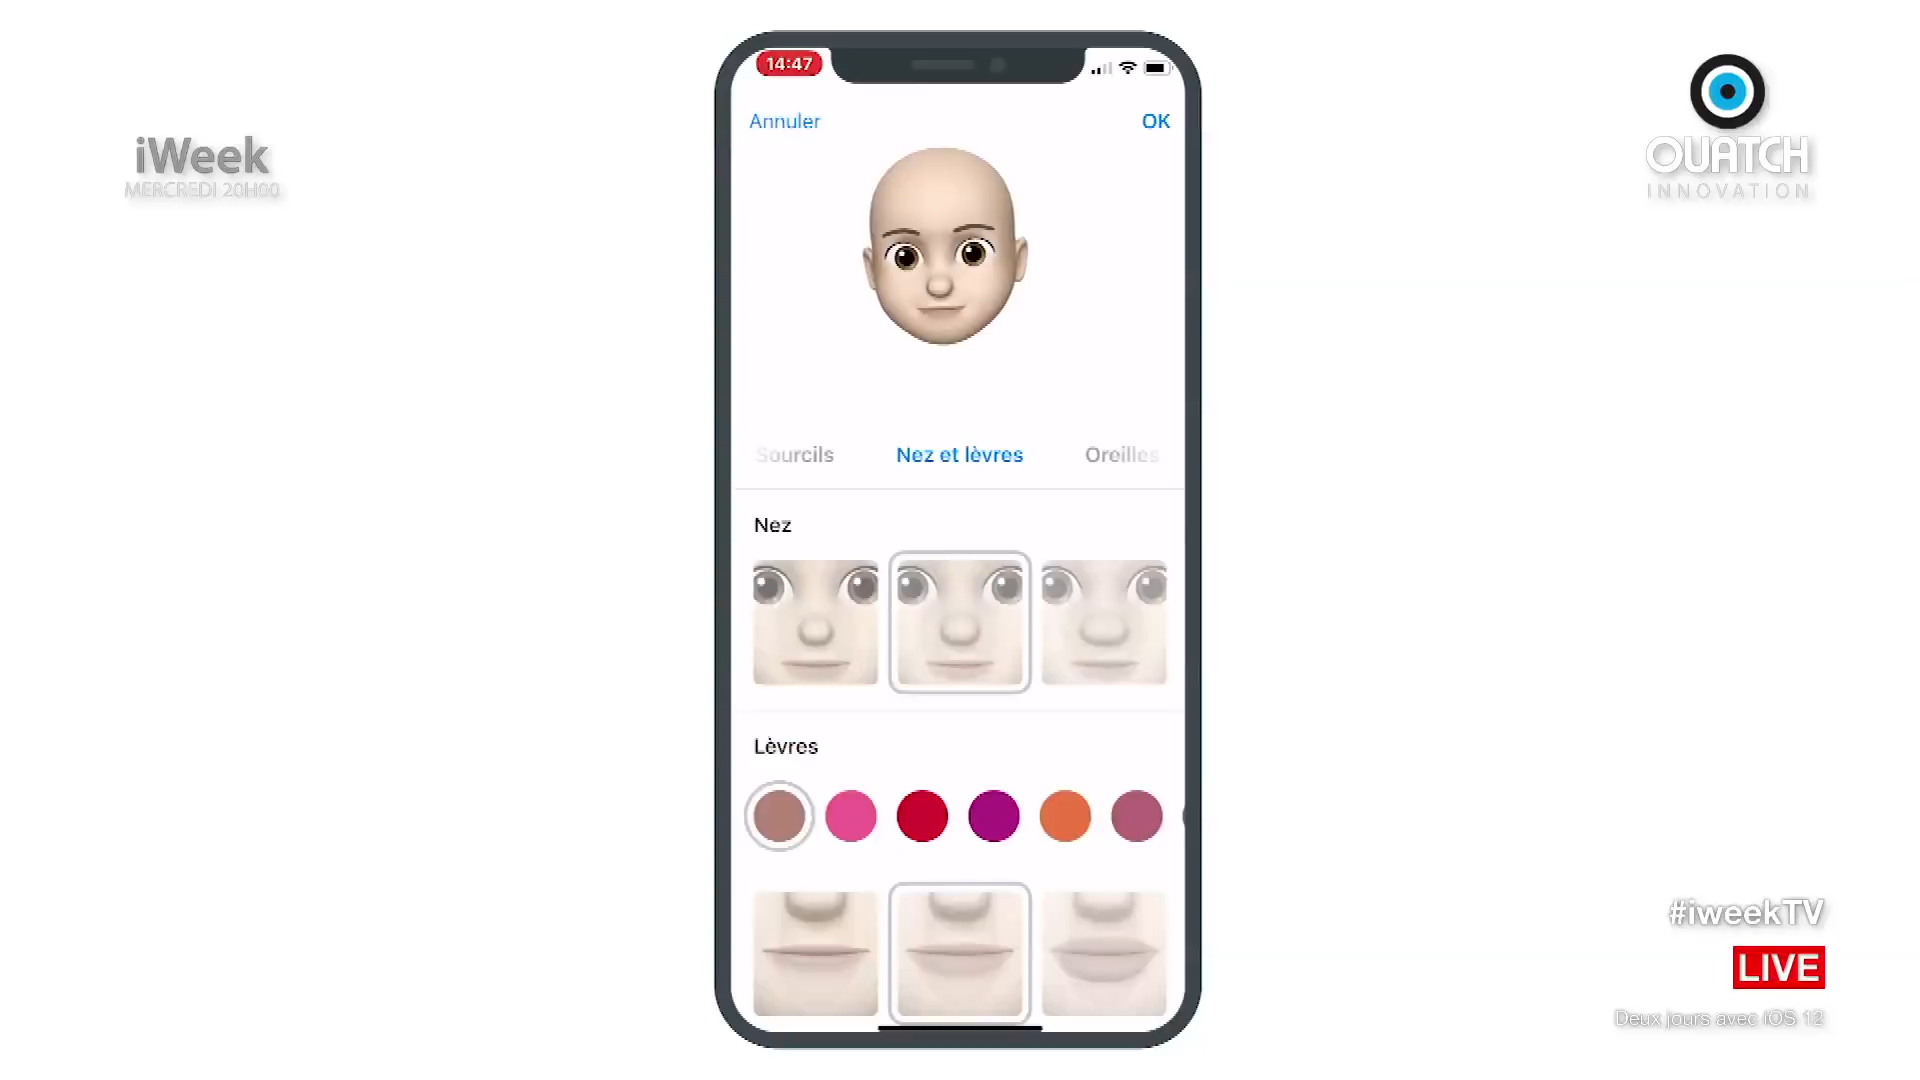 14:47
iWeek
MERCREDI 20H00
OUATCH
INNOVATION
Annuler
OK
Sourcils
Nez et lèvres
Oreilles
Nez
Lèvres
#iweekTV
LIVE
Deux jours avec iOS 12